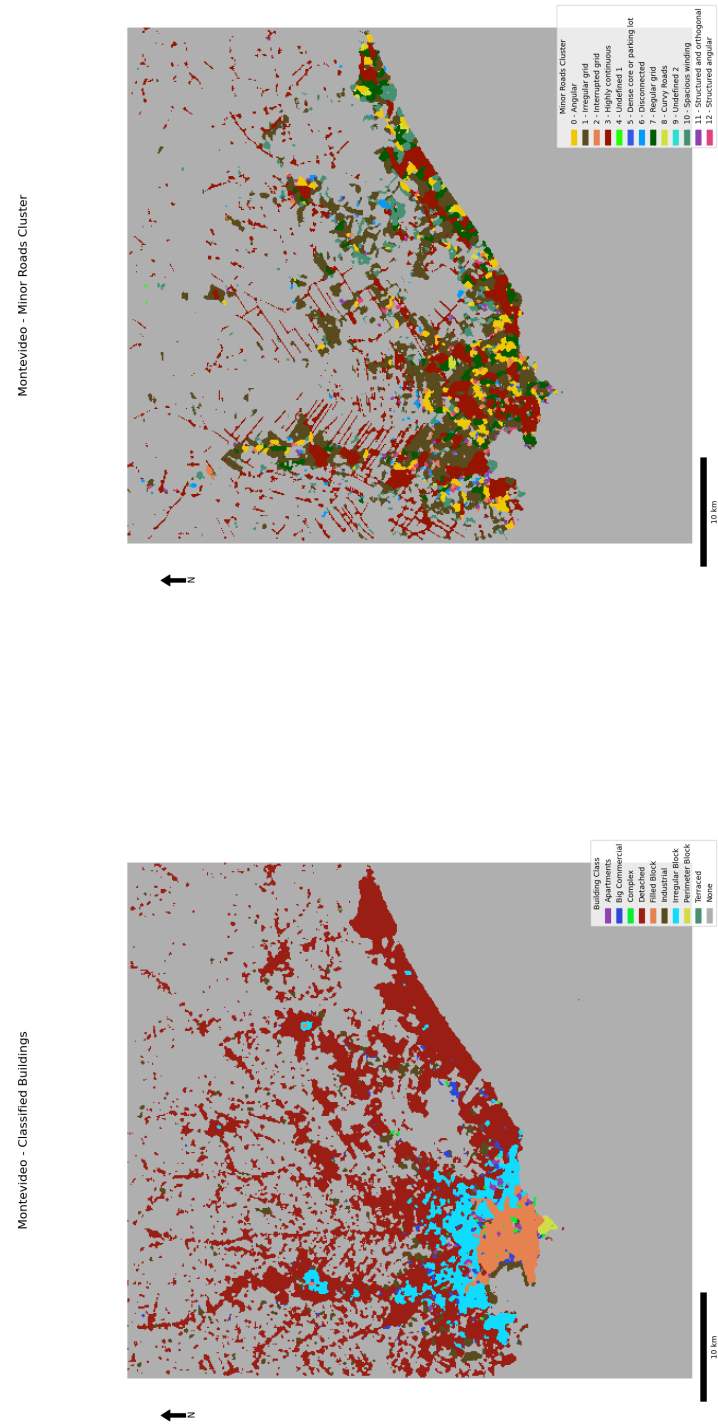 Montevideo - Minor Roads Cluster
Minor Roads Cluster
0 - Angular
1 - Irregular grid
2 - Interrupted grid
3 - Highly continuous
4 - Undefined 1
5 - Dense core or parking lot
6 - Disconnected
7 - Regular grid
8 - Curvy Roads
9 - Undefined 2
10 - Spacious winding
11 - Structured and orthogonal
12 - Structured angular
10 km
N
Montevideo - Classified Buildings
Building Class
Apartments
Big Commercial
Complex
Detached
Filled Block
Industrial
Irregular Block
Perimeter Block
Terraced
None
10 km
N